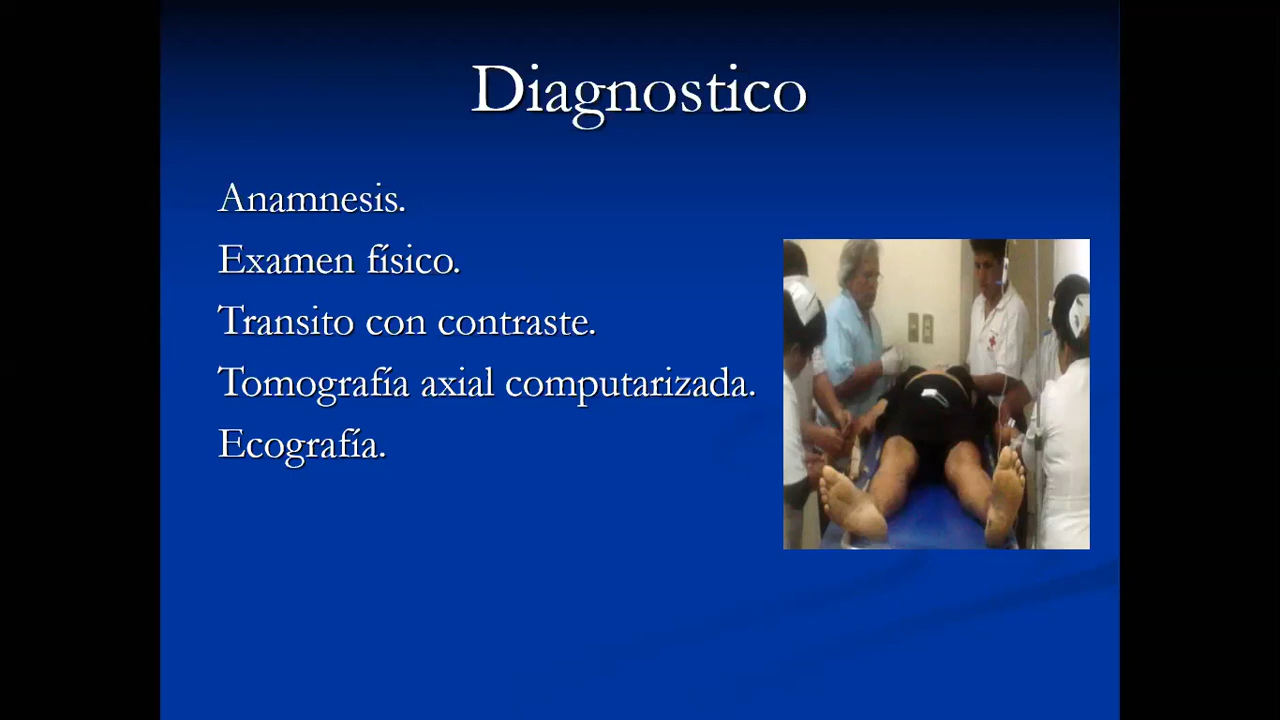 Diagnostico
Anamnesis.
Examen físico.
Transito con contraste.
Tomografía axial computarizada.
Ecografía.